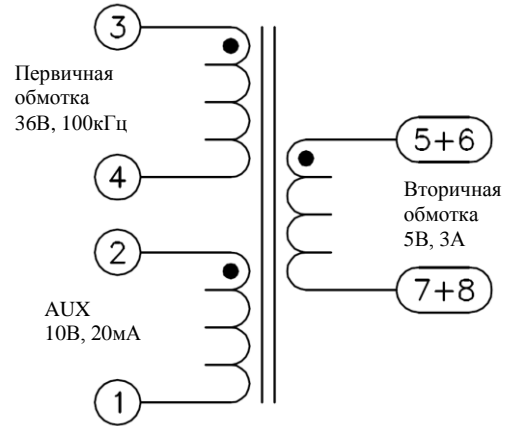 3
Первичная
обмотка
36В, 100кГц
4
5+6
Вторичная
обмотка
5В, 3А
7+8
2
AUX
10В, 20мА
1